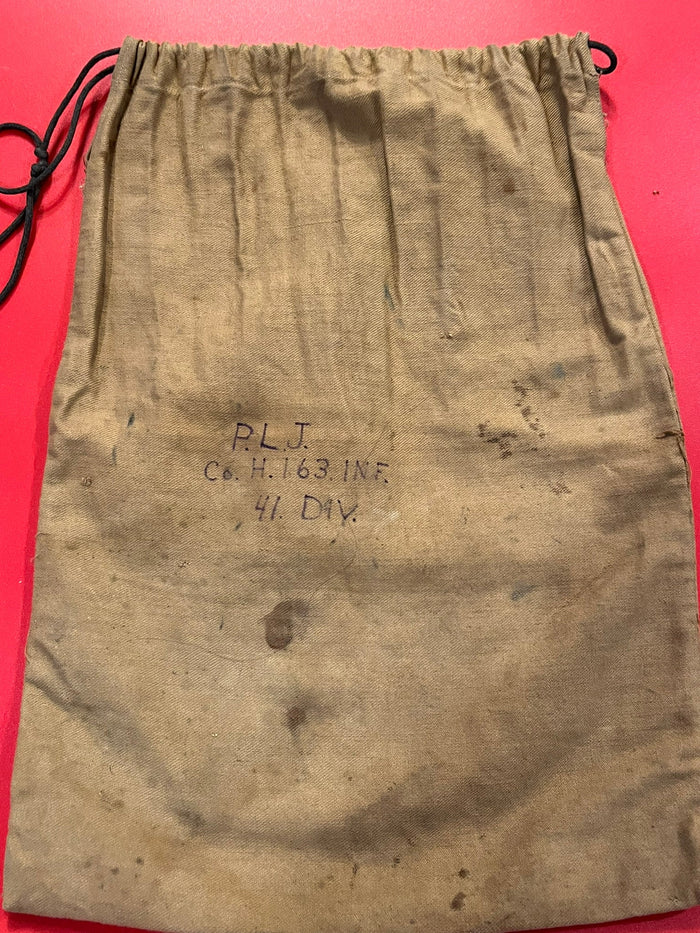 P.L.J.
Co. H. 163. INF.
41. DIV.